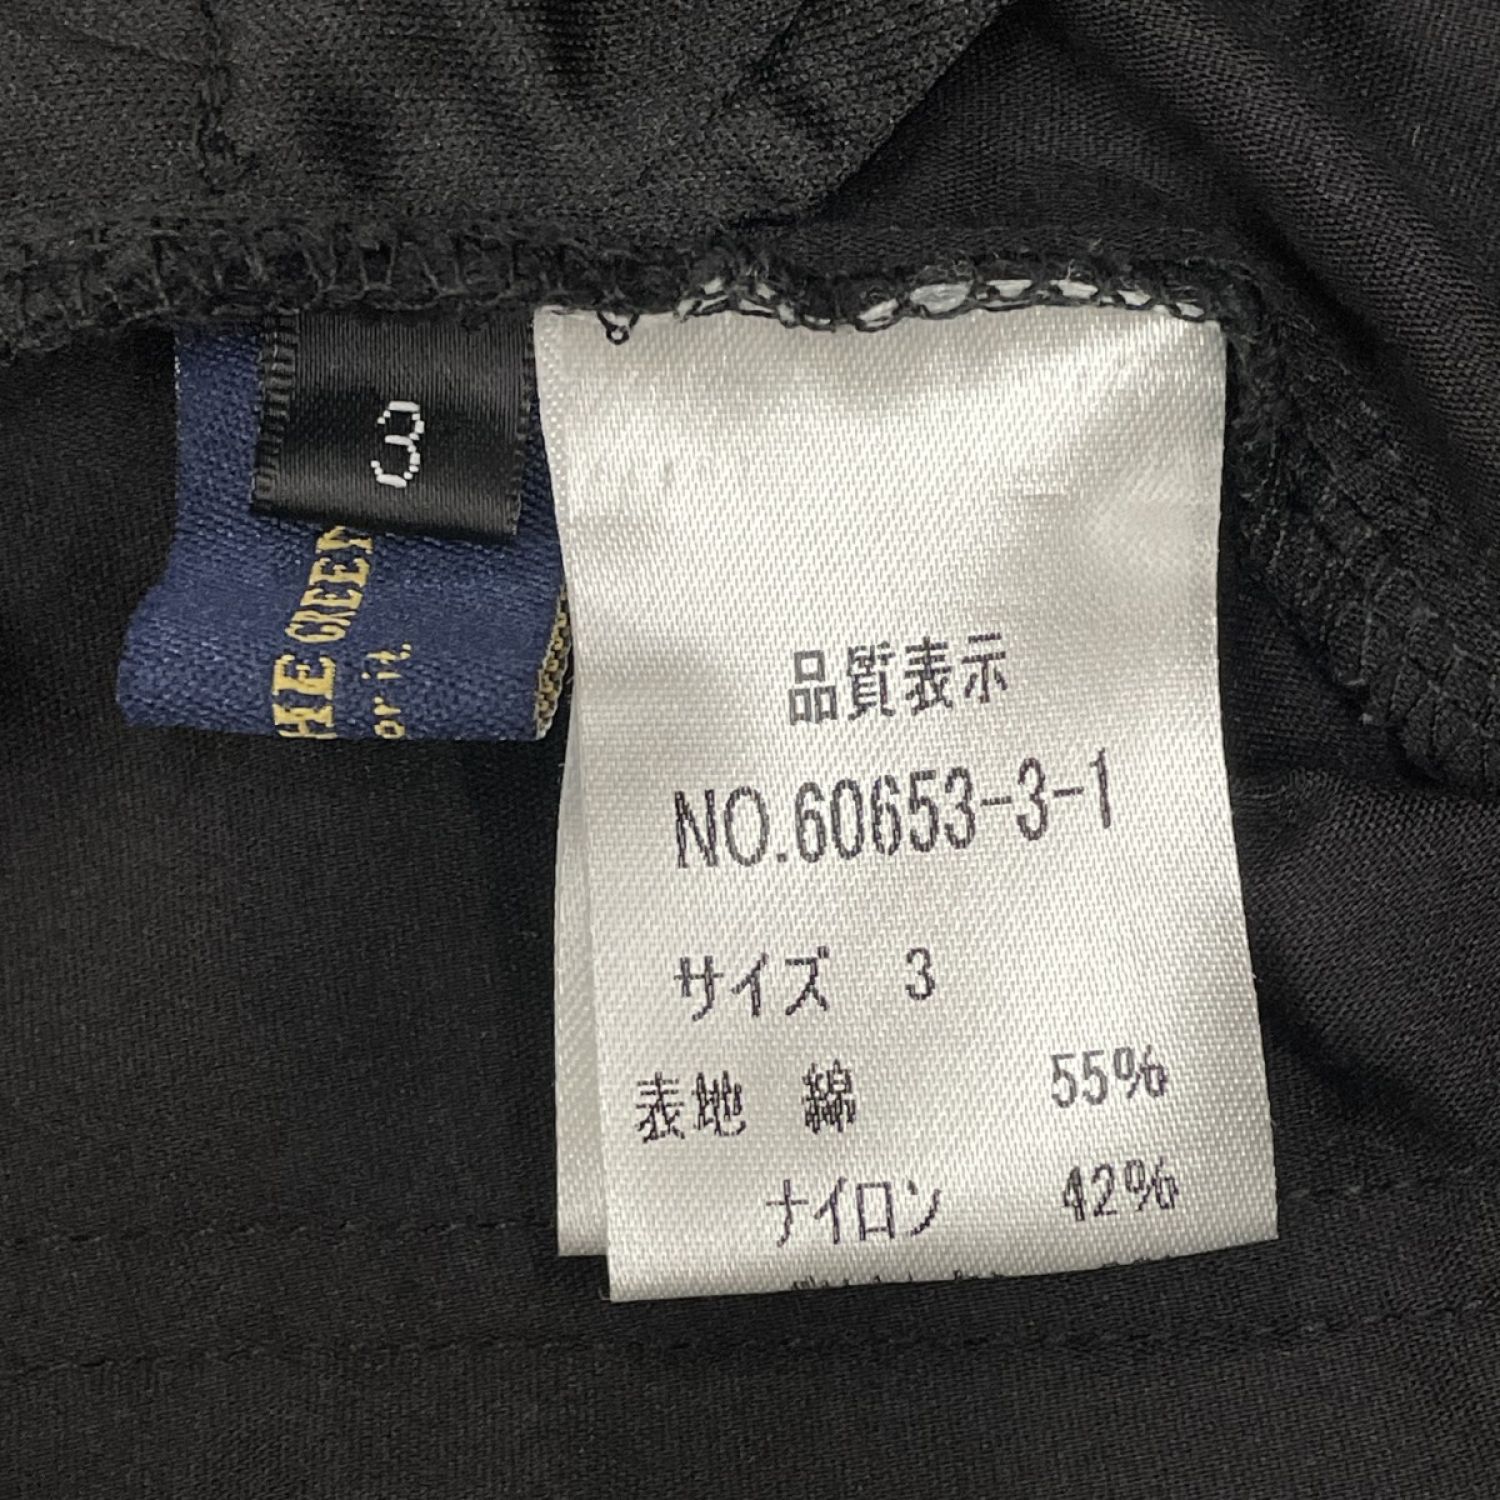 3
HE GREE
or it.
品質表示
NO.60653-3-1
サイズ 3
表地 綿 55%
ナイロン 42%